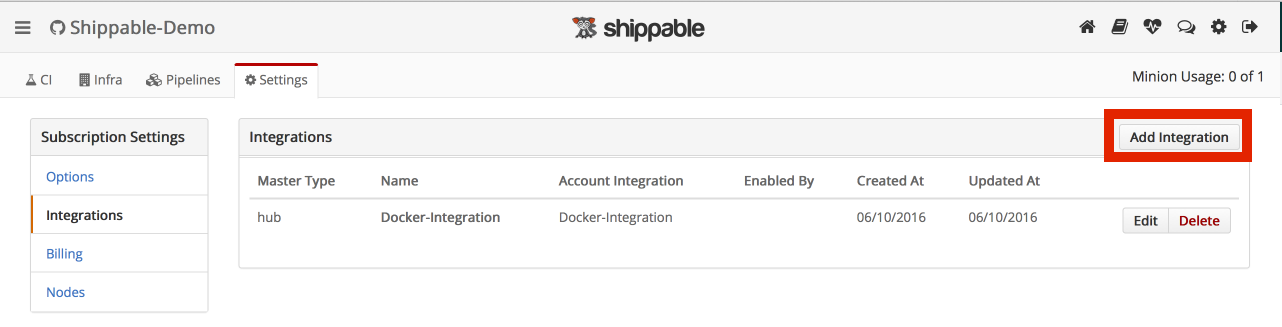 Shippable-Demo
shippable
CI Infra Pipelines Settings
Minion Usage: 0 of 1
Subscription Settings
Options
Integrations
Billing
Nodes
Integrations
Add Integration
Master Type Name Account Integration Enabled By Created At Updated At
hub Docker-Integration Docker-Integration 06/10/2016 06/10/2016 Edit Delete